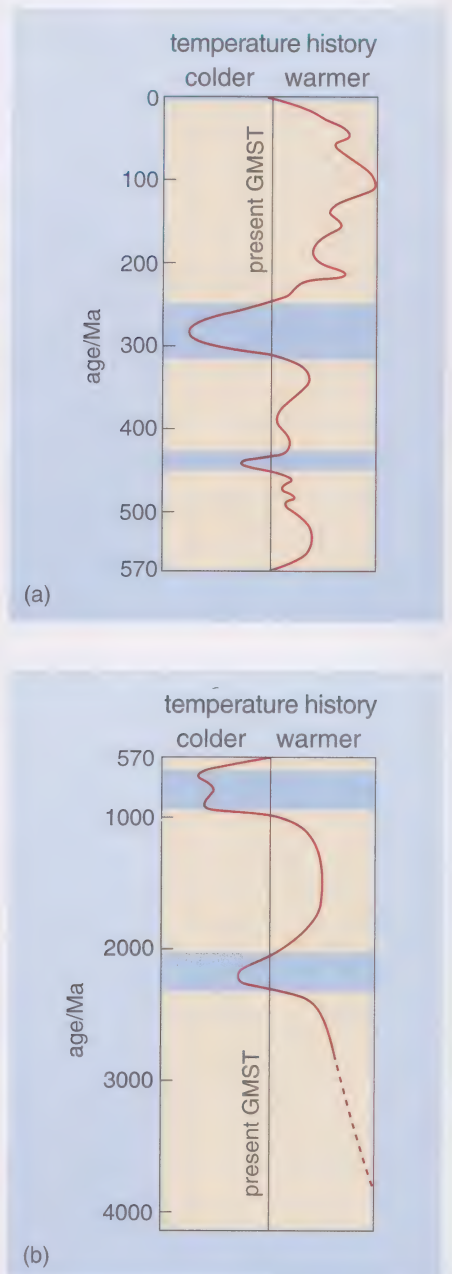 temperature history
colder warmer
0
100
200
300
400
500
570
age/Ma
present GMST
(a)
temperature history
colder warmer
570
1000
2000
3000
4000
age/Ma
present GMST
(b)